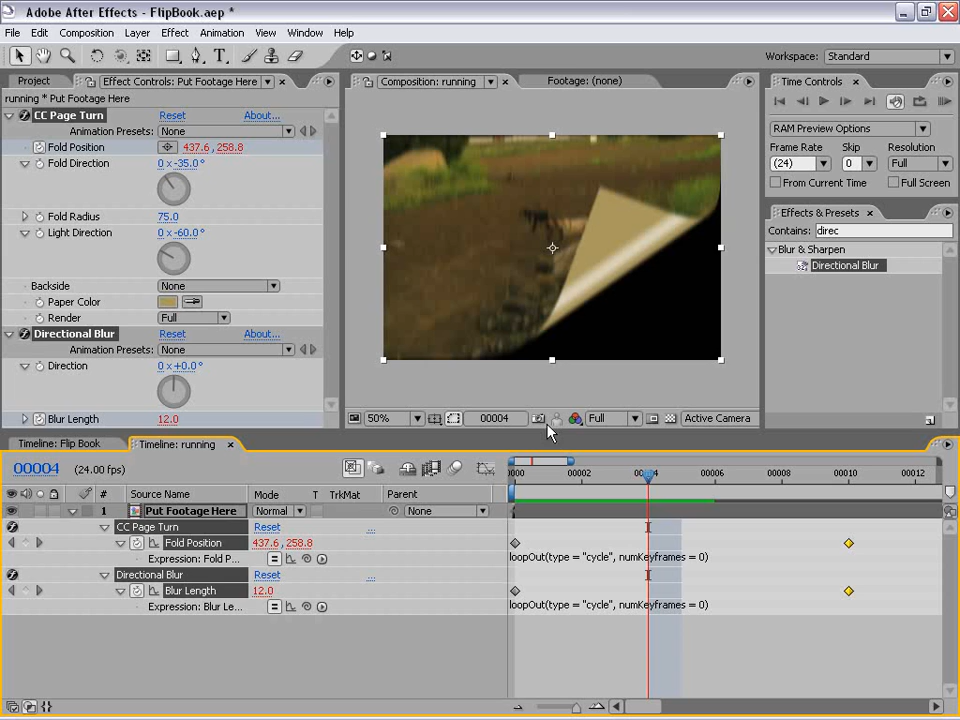 Adobe After Effects - FlipBook.aep *
File Edit Composition Layer Effect Animation View Window Help
Workspace: Standard
Project Effect Controls: Put Footage Here
running * Put Footage Here
CC Page Turn Reset About...
Animation Presets: None
Fold Position 437.6, 258.8
Fold Direction 0 x-35.0°
Fold Radius 75.0
Light Direction 0 x-60.0°
Backside None
Paper Color
Render Full
Directional Blur Reset About...
Animation Presets: None
Direction 0 x+0.0°
Blur Length 12.0
Composition: running Footage: (none)
50% 00004 Full Active Camera
Time Controls
RAM Preview Options
Frame Rate Skip Resolution
(24) 0 Full
From Current Time Full Screen
Effects & Presets
Contains: direc
Blur & Sharpen
Directional Blur
Timeline: Flip Book Timeline: running
00004 (24.00 fps)
0000 00002 00004 00006 00008 00010 00012
# Source Name Mode T TrkMat Parent
1 Put Footage Here Normal None
CC Page Turn Reset ...
Fold Position 437.6, 258.8
Expression: Fold P... loopOut(type = "cycle", numKeyframes = 0)
Directional Blur Reset ...
Blur Length 12.0
Expression: Blur Le... loopOut(type = "cycle", numKeyframes = 0)